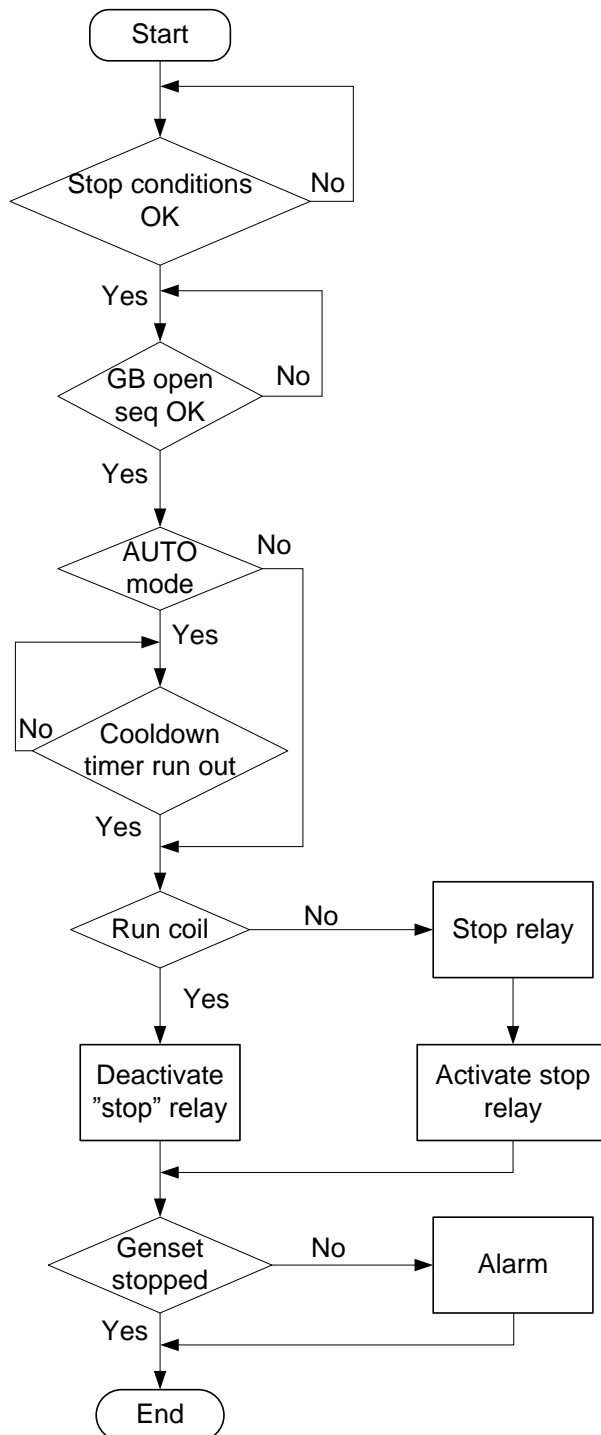 Start
Stop conditions
OK
No
Yes
GB open
seq OK
No
Yes
AUTO
mode
No
Yes
Cooldown
timer run out
No
Yes
Run coil
No
Stop relay
Yes
Deactivate
”stop” relay
Activate stop
relay
Genset
stopped
No
Alarm
Yes
End